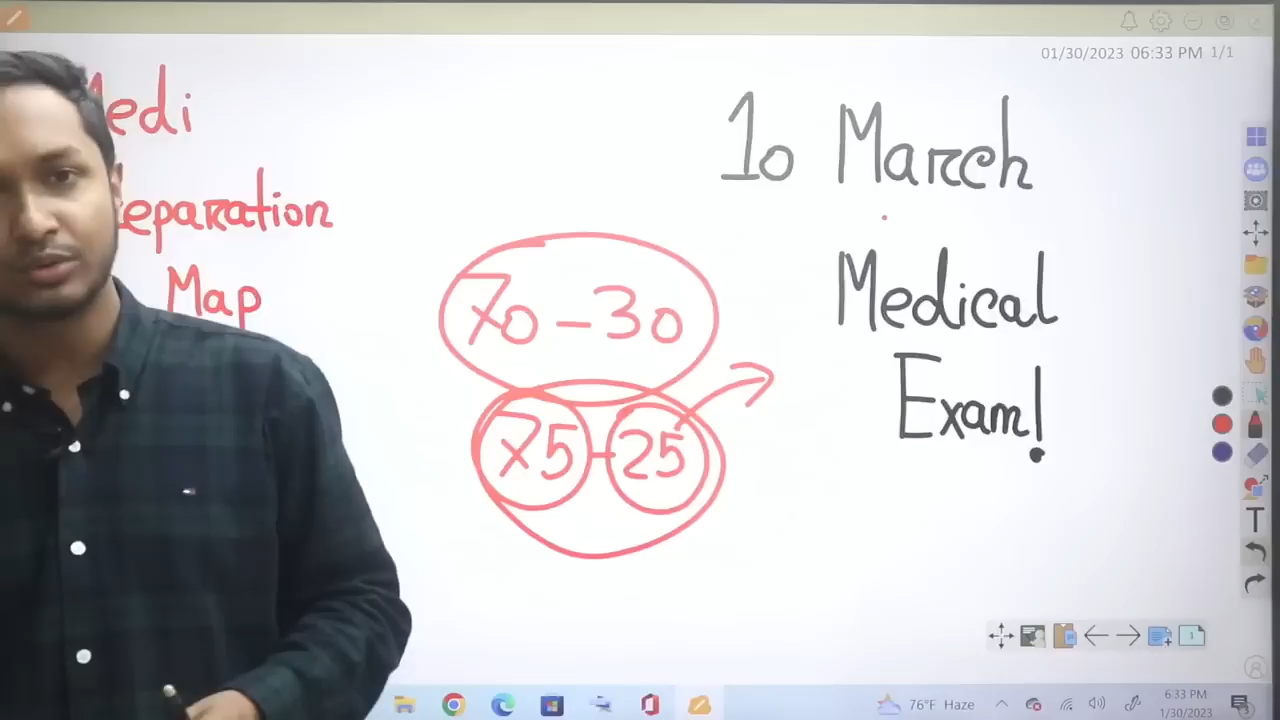 01/30/2023 06:33 PM 1/1
edi
eparation
Map
10 March
Medical
Exam!
70-30
75-25
T
1
76°F Haze
6:33 PM
1/30/2023